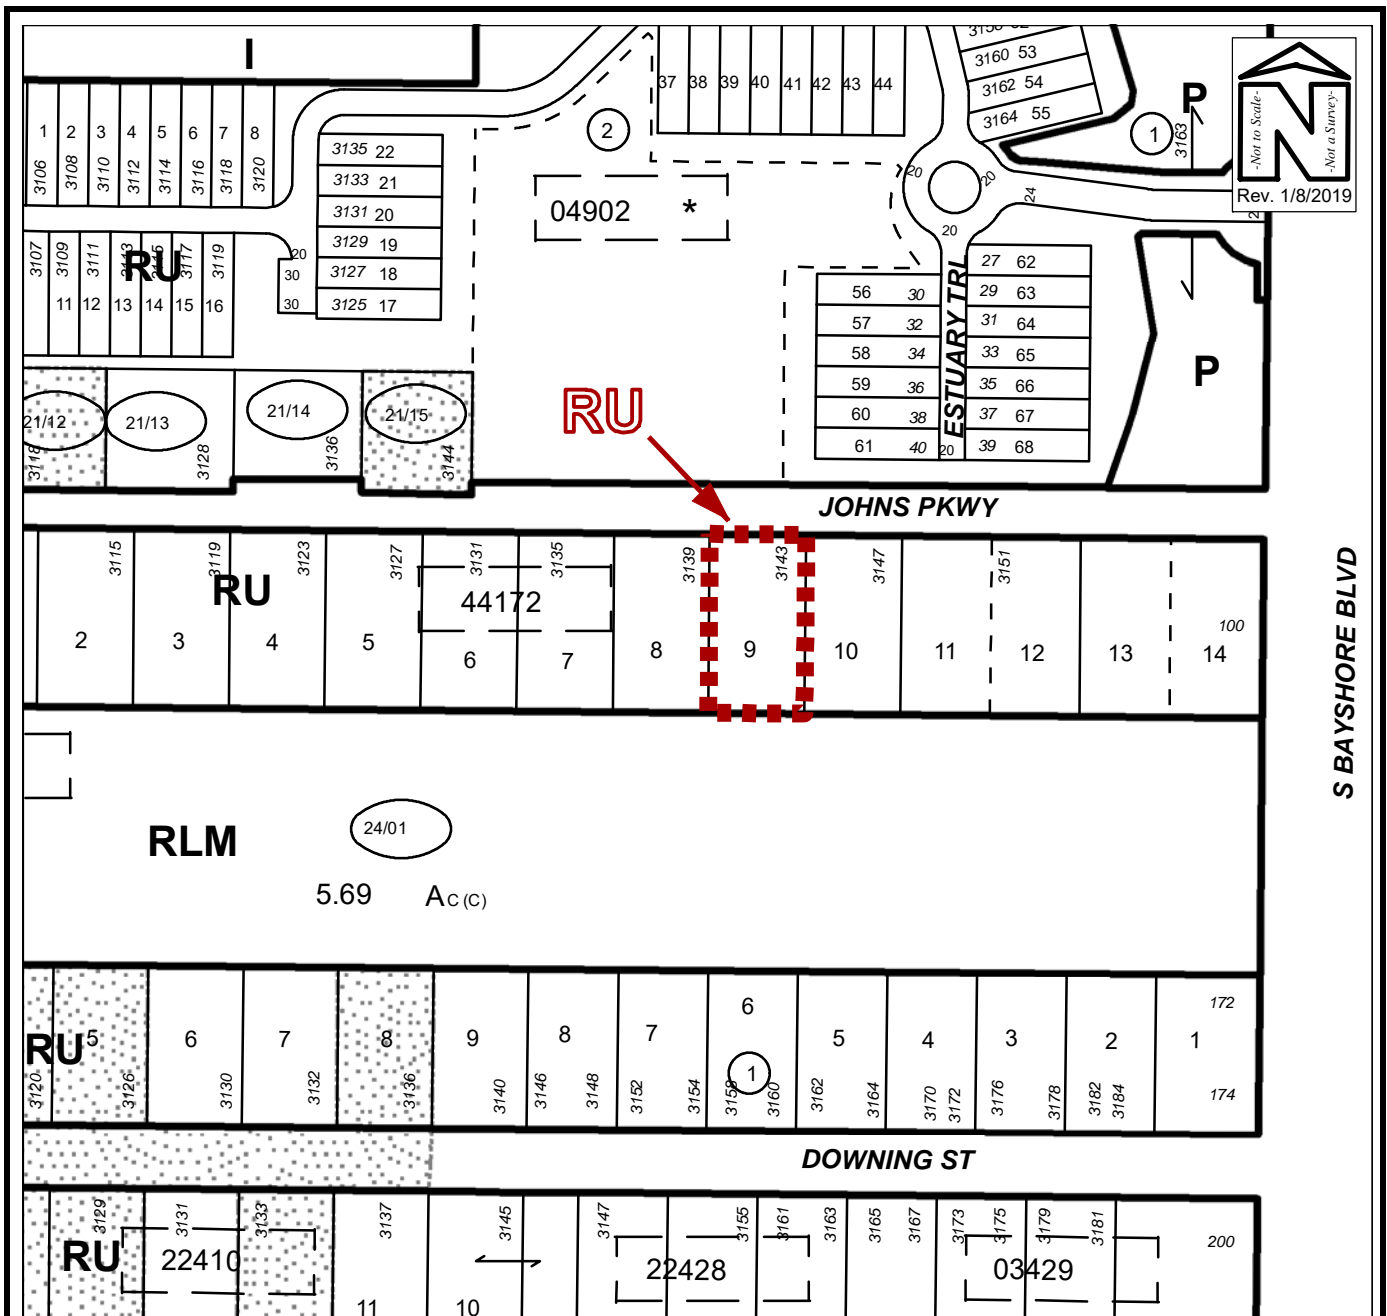 I
37 38 39 40 41 42 43 44
3160 53
3162 54
3164 55
P
3163
1
-Not to Scale-
N
-Not a Survey-
Rev. 1/8/2019
1 2 3 4 5 6 7 8
3106 3108 3110 3112 3114 3116 3118 3120
2
3135 22
3133 21
3131 20
3129 19
3127 18
3125 17
04902 *
20 20 24
20
3107 3109 3111 3113 3115 3117 3119
RU
11 12 13 14 15 16
20
30
30
ESTUARY TRL
56 30
57 32
58 34
59 36
60 38
61 40
20
27 62
29 63
31 64
33 65
35 66
37 67
39 68
P
21/12 21/13 21/14 21/15
3118 3128 3136 3144
RU
JOHNS PKWY
3115 3119 3123 3127 3131 3135 3139 3143 3147 3151
RU
44172
100
2 3 4 5 6 7 8 9 10 11 12 13 14
S BAYSHORE BLVD
RLM
24/01
5.69 AC (C)
RU
5 6 7 8 9 8 7 6 5 4 3 2 1
172
1
3120 3126 3130 3132 3136 3140 3146 3148 3152 3154 3158 3160 3162 3164 3170 3172 3176 3178 3182 3184
174
DOWNING ST
3129 3131 3133 3137 3145 3147 3155 3161 3163 3165 3167 3173 3175 3179 3181
200
RU
22410 22428 03429
11 10